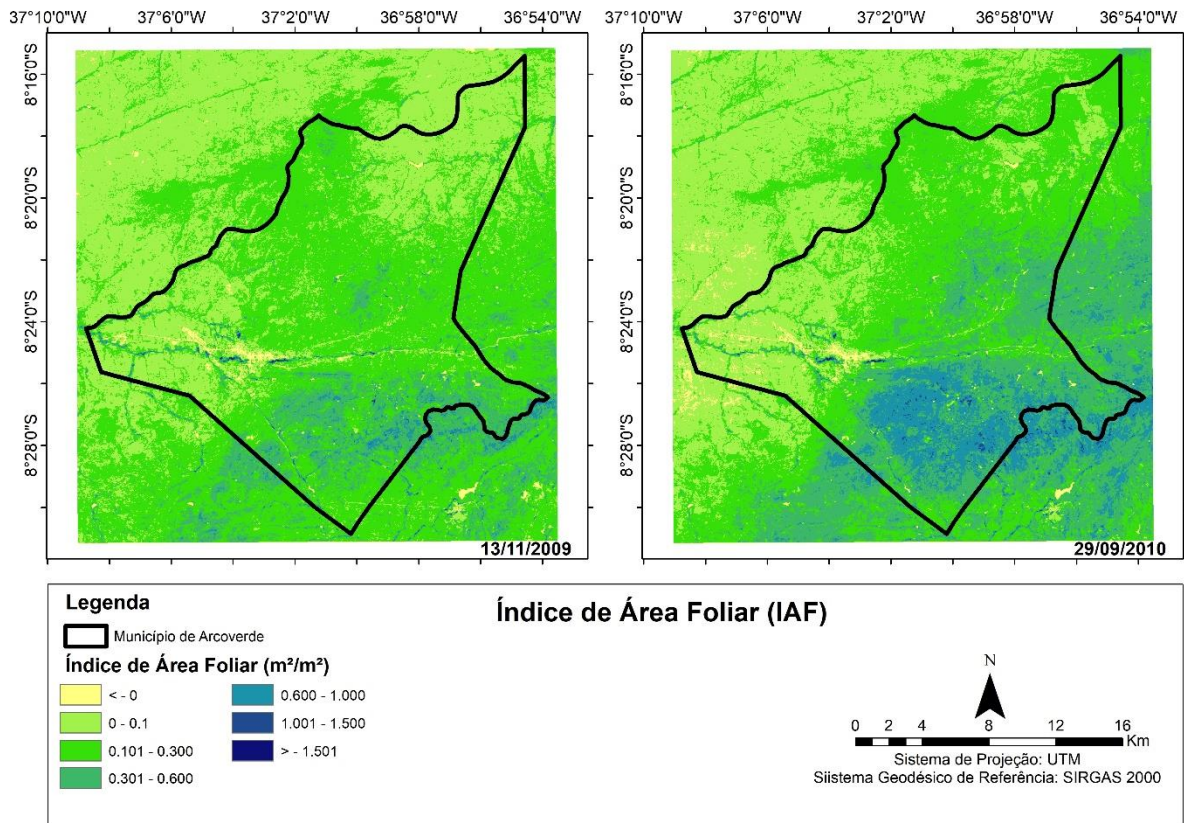 37°10'0"W 37°6'0"W 37°2'0"W 36°58'0"W 36°54'0"W 37°10'0"W 37°6'0"W 37°2'0"W 36°58'0"W 36°54'0"W
8°16'0"S
8°20'0"S
8°24'0"S
8°28'0"S
8°16'0"S
8°20'0"S
8°24'0"S
8°28'0"S
13/11/2009
29/09/2010
Legenda
Município de Arcoverde
Índice de Área Foliar (m²/m²)
< - 0
0 - 0.1
0.101 - 0.300
0.301 - 0.600
0.600 - 1.000
1.001 - 1.500
> - 1.501
Índice de Área Foliar (IAF)
N
0 2 4 8 12 16
Km
Sistema de Projeção: UTM
Siistema Geodésico de Referência: SIRGAS 2000